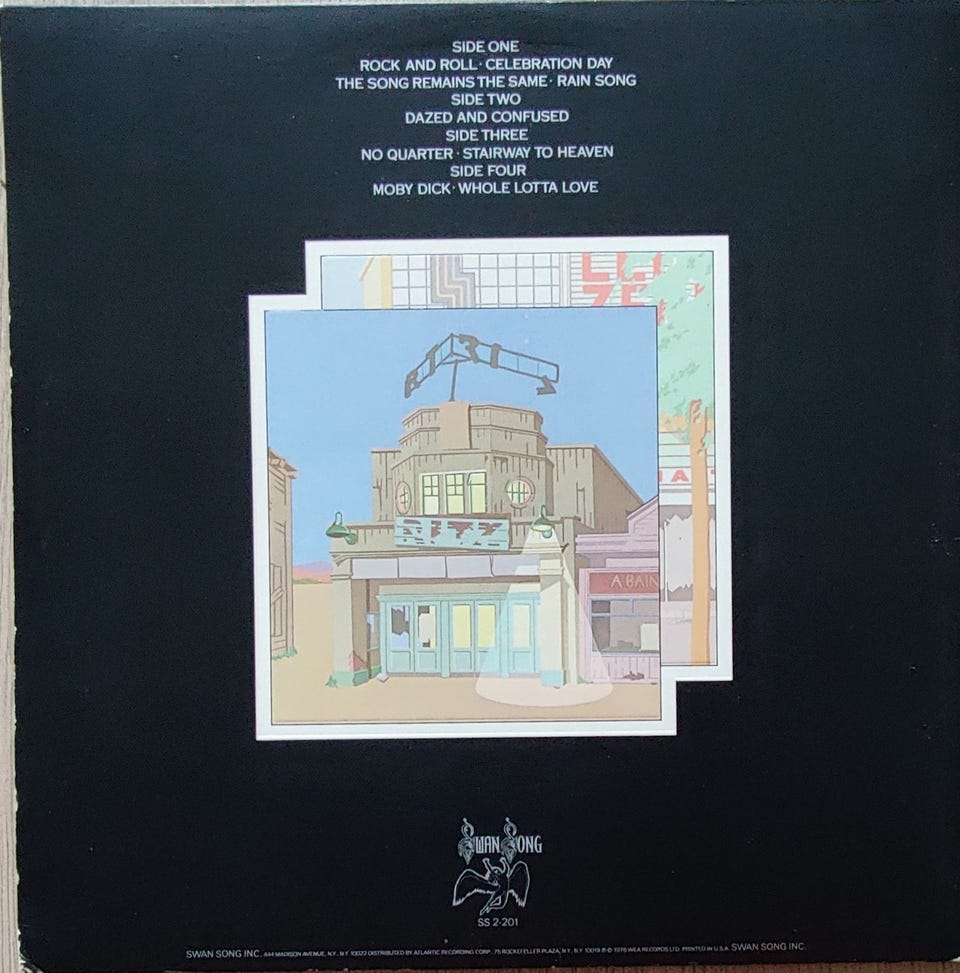 SIDE ONE
ROCK AND ROLL · CELEBRATION DAY
THE SONG REMAINS THE SAME · RAIN SONG
SIDE TWO
DAZED AND CONFUSED
SIDE THREE
NO QUARTER · STAIRWAY TO HEAVEN
SIDE FOUR
MOBY DICK · WHOLE LOTTA LOVE
RITZ
A. BAIN
SWAN SONG
SS 2-201
SWAN SONG INC. 444 MADISON AVENUE, N.Y., N.Y. 10022 DISTRIBUTED BY ATLANTIC RECORDING CORP., 75 ROCKEFELLER PLAZA, N.Y., N.Y. 10019 ℗ © 1976 WEA RECORDS LTD. PRINTED IN U.S.A. SWAN SONG INC.